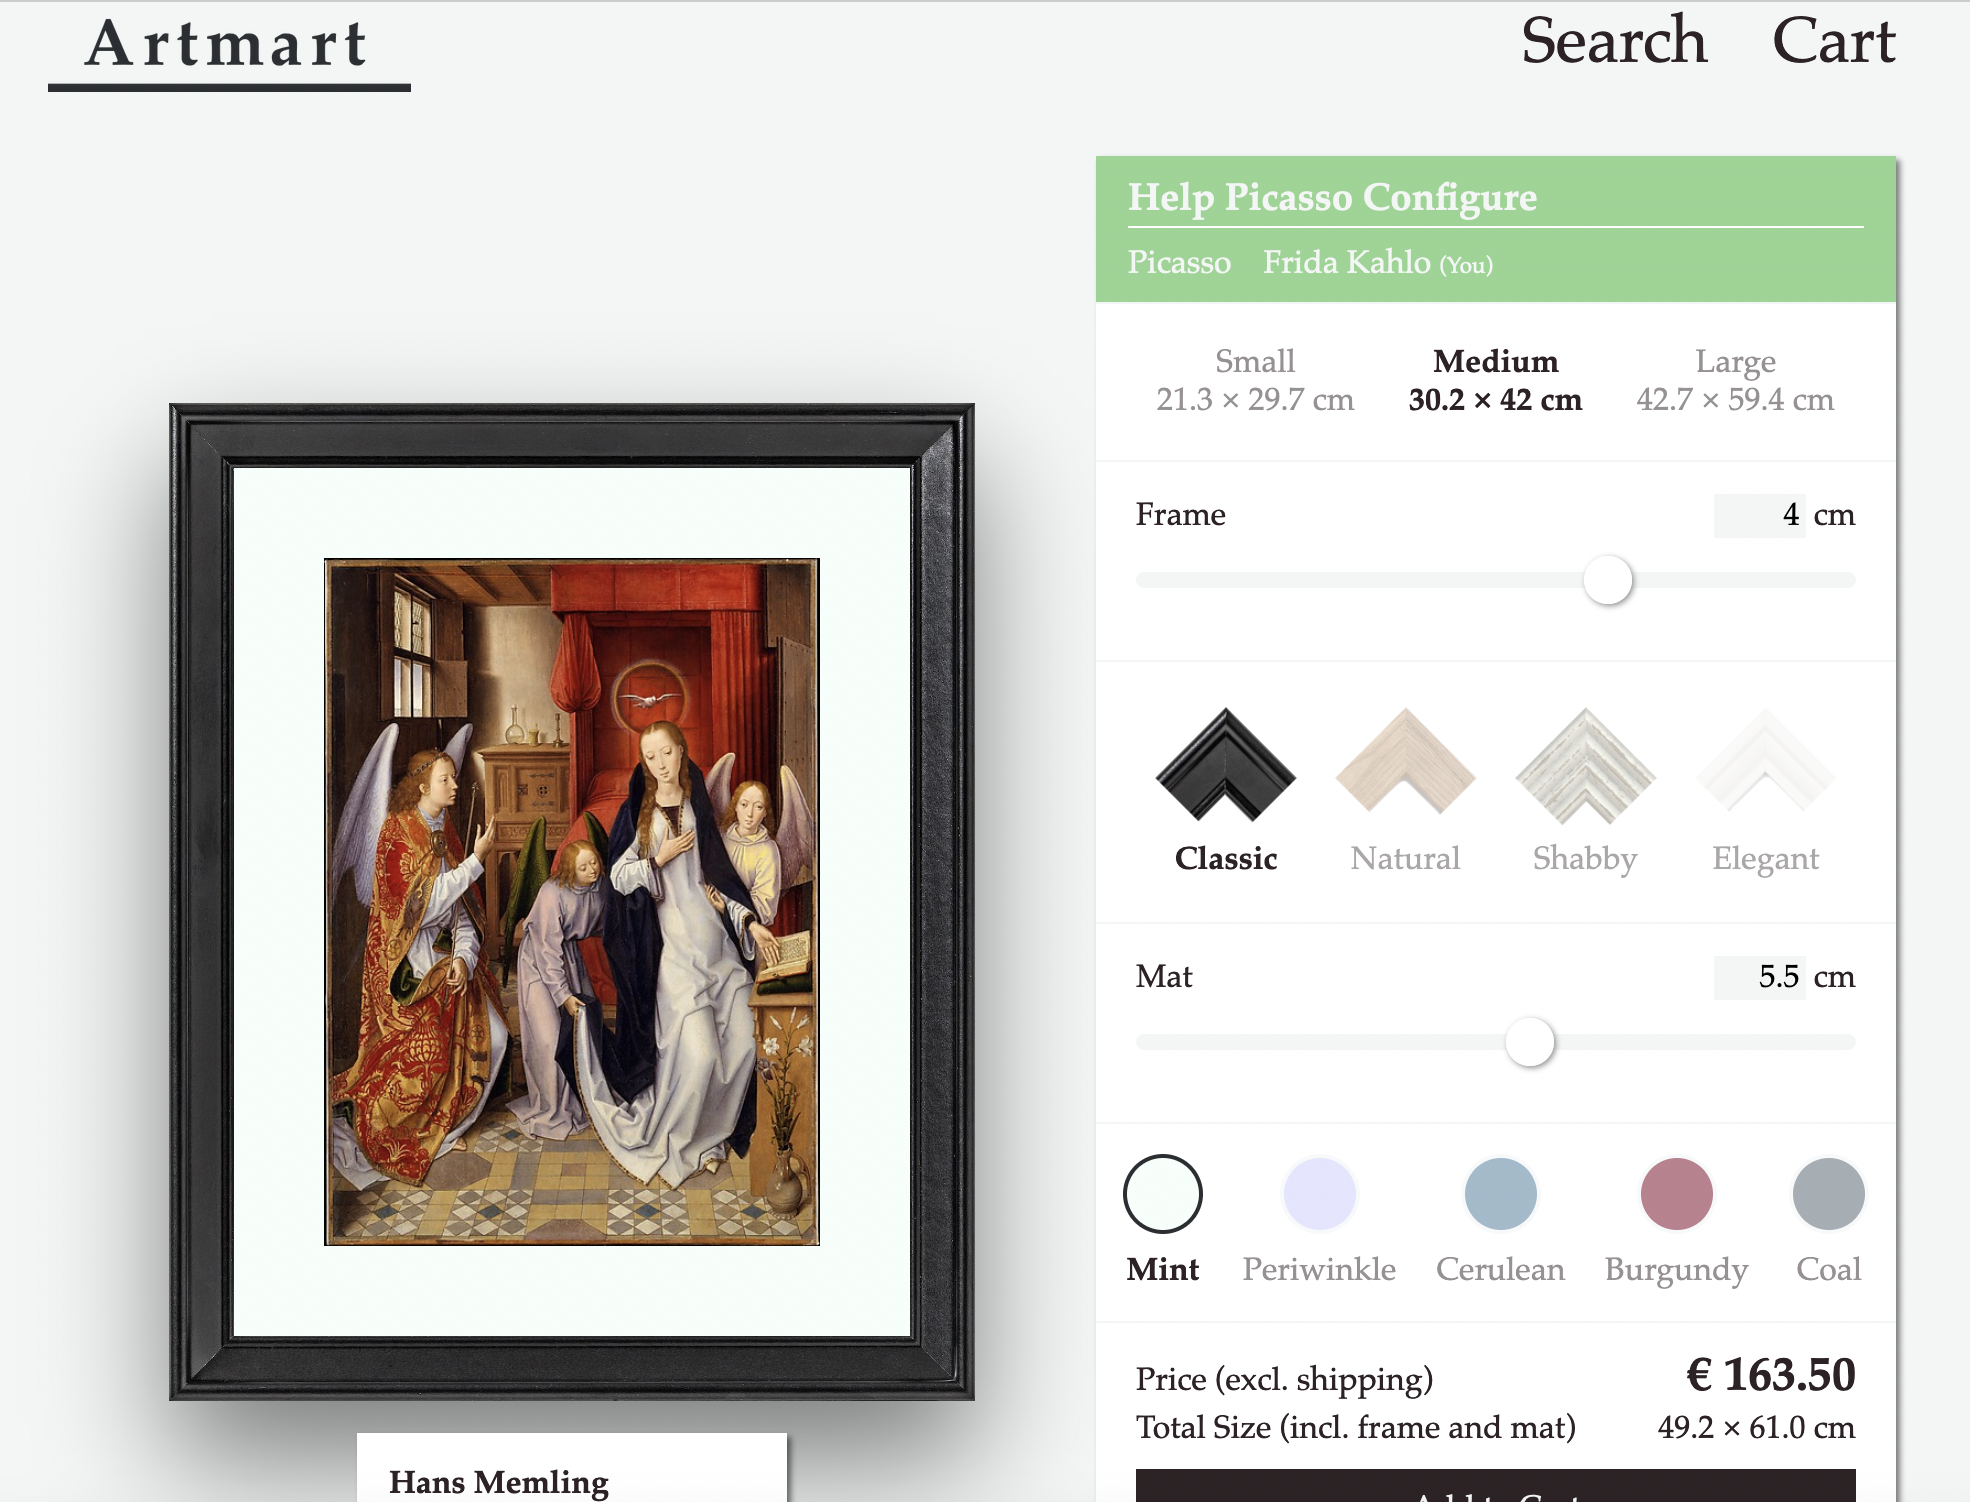 Artmart
Search Cart
Help Picasso Configure
Picasso Frida Kahlo (You)
Small Medium Large
21.3 × 29.7 cm 30.2 × 42 cm 42.7 × 59.4 cm
Frame 4 cm
Classic Natural Shabby Elegant
Mat 5.5 cm
Mint Periwinkle Cerulean Burgundy Coal
Price (excl. shipping) € 163.50
Total Size (incl. frame and mat) 49.2 × 61.0 cm
Hans Memling
Add to Cart